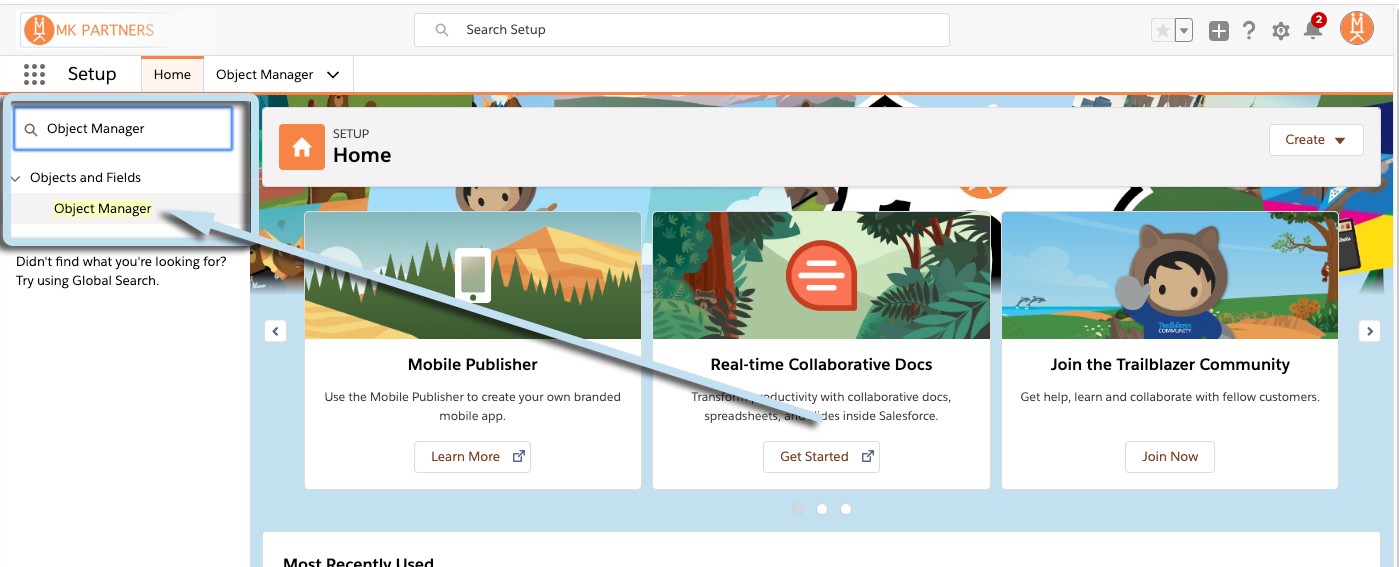 MK PARTNERS
Search Setup
2
Setup
Home
Object Manager
Object Manager
Objects and Fields
Object Manager
Didn't find what you're looking for?
Try using Global Search.
SETUP
Home
Create
Mobile Publisher
Use the Mobile Publisher to create your own branded
mobile app.
Learn More
Real-time Collaborative Docs
Transform productivity with collaborative docs,
spreadsheets, and slides inside Salesforce.
Get Started
Trailblazer
COMMUNITY
Join the Trailblazer Community
Get help, learn and collaborate with fellow customers.
Join Now
Most Recently Used